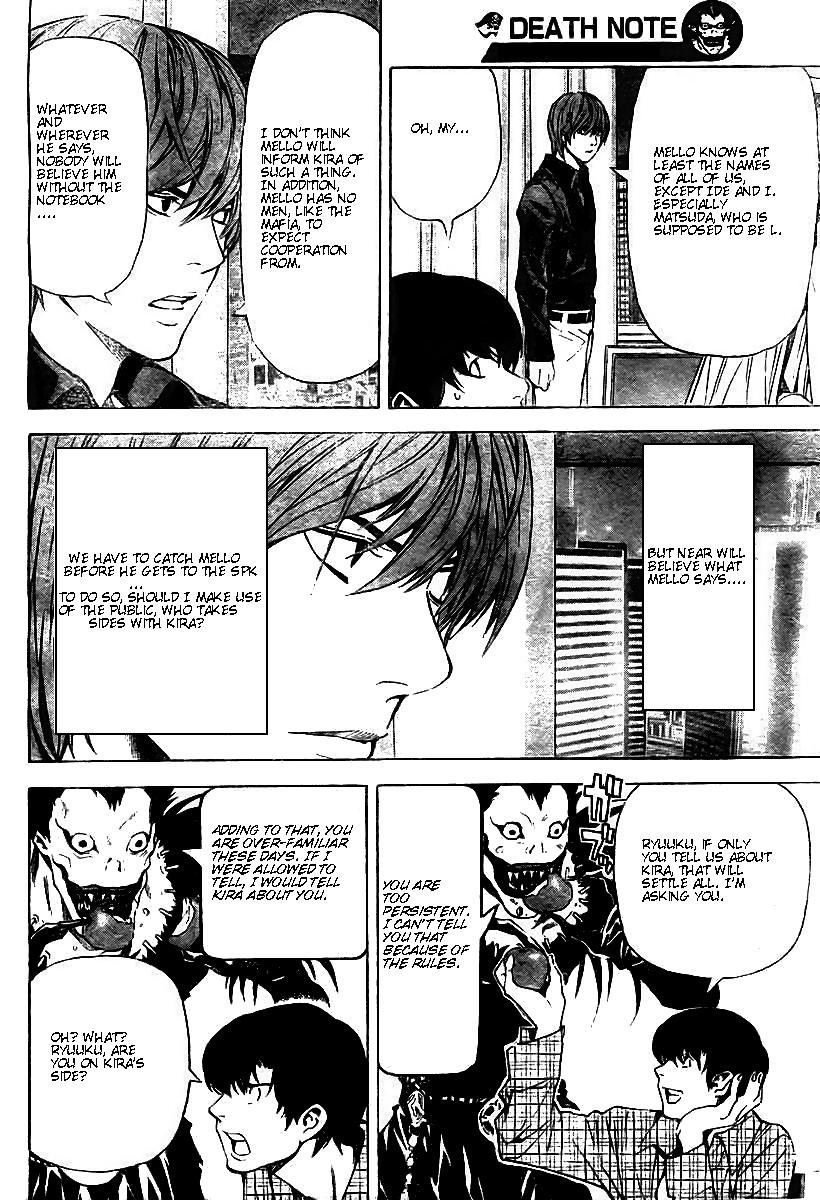 DEATH NOTE
MELLO KNOWS AT
LEAST THE NAMES
OF ALL OF US,
EXCEPT IDE AND I.
ESPECIALLY
MATSUDA, WHO IS
SUPPOSED TO BE L.
OH, MY...
I DON'T THINK
MELLO WILL
INFORM KIRA OF
SUCH A THING.
IN ADDITION,
MELLO HAS NO
MEN, LIKE THE
MAFIA, TO
EXPECT
COOPERATION
FROM.
WHATEVER
AND
WHEREVER
HE SAYS,
NOBODY WILL
BELIEVE HIM
WITHOUT THE
NOTEBOOK
....
BUT NEAR WILL
BELIEVE WHAT
MELLO SAYS....
WE HAVE TO CATCH MELLO
BEFORE HE GETS TO THE SPK
...
TO DO SO, SHOULD I MAKE USE
OF THE PUBLIC, WHO TAKES
SIDES WITH KIRA?
RYUUKU, IF ONLY
YOU TELL US ABOUT
KIRA, THAT WILL
SETTLE ALL. I'M
ASKING YOU.
ガブッ
YOU ARE
TOO
PERSISTENT.
I CAN'T TELL
YOU THAT
BECAUSE OF
THE RULES.
ADDING TO THAT, YOU
ARE OVER-FAMILIAR
THESE DAYS. IF I
WERE ALLOWED TO
TELL, I WOULD TELL
KIRA ABOUT YOU.
OH? WHAT?
RYUUKU, ARE
YOU ON KIRA'S
SIDE?